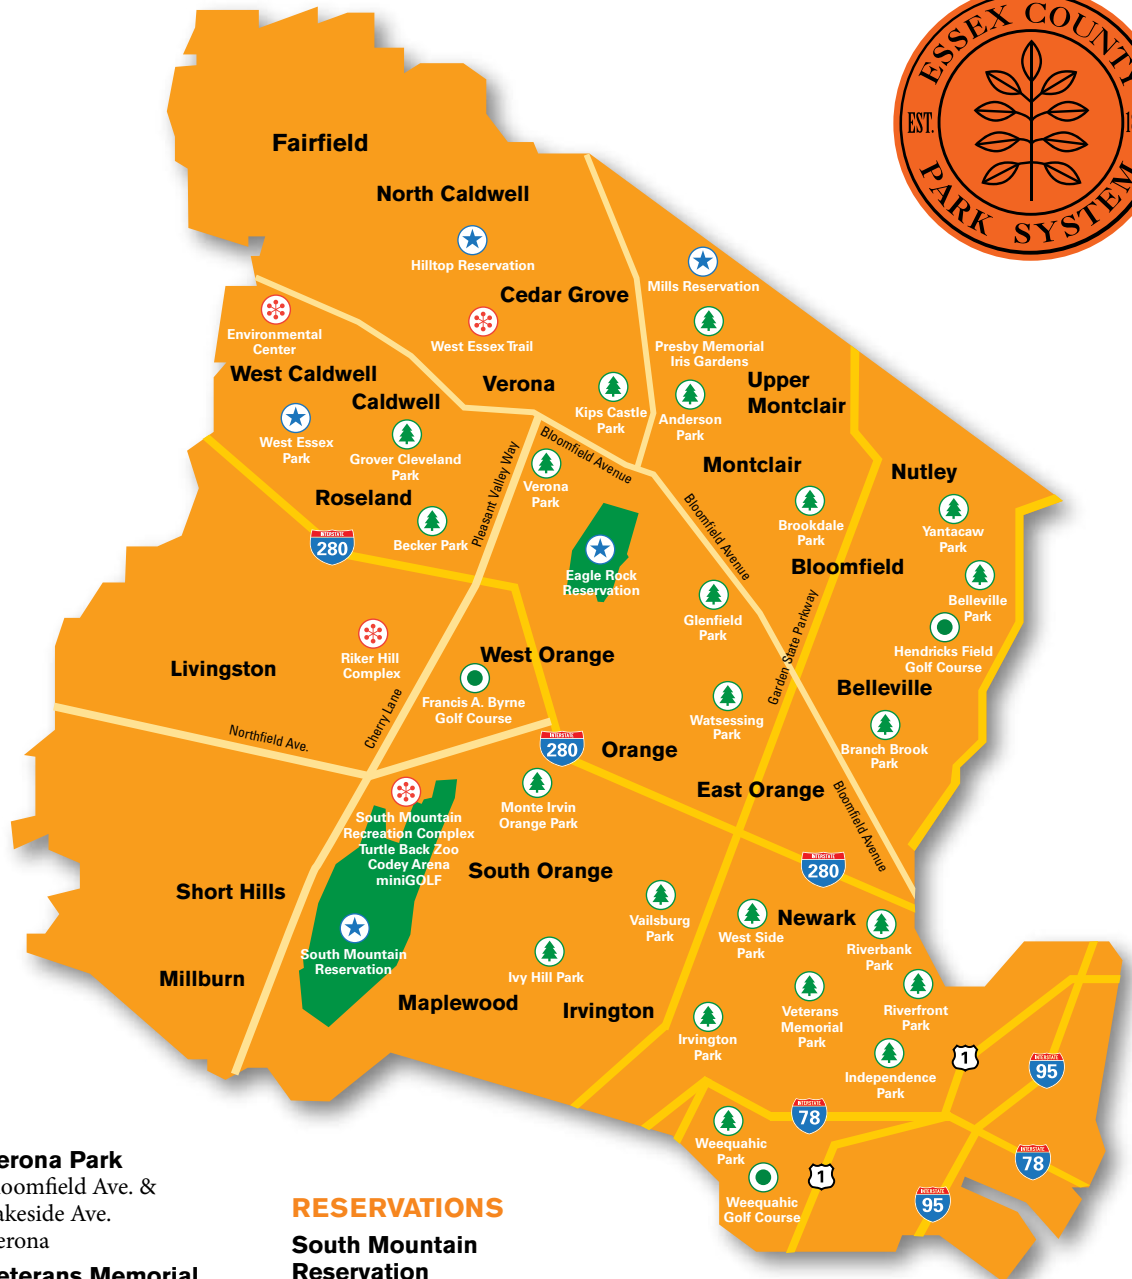 ESSEX COUNTY
EST.
PARK SYSTEM
Fairfield
North Caldwell
Hilltop Reservation
Mills Reservation
Cedar Grove
Environmental
Center
West Essex Trail
Presby Memorial
Iris Gardens
West Caldwell
Verona
Upper
Montclair
Caldwell
Kips Castle
Park
Anderson
Park
West Essex
Park
Grover Cleveland
Park
Bloomfield Avenue
Pleasant Valley Way
Verona
Park
Montclair
Nutley
Roseland
Becker Park
INTERSTATE
280
Bloomfield Avenue
Brookdale
Park
Yantacaw
Park
Eagle Rock
Reservation
Bloomfield
Belleville
Park
Glenfield
Park
Garden State Parkway
Hendricks Field
Golf Course
Riker Hill
Complex
West Orange
Livingston
Francis A. Byrne
Golf Course
Belleville
Cherry Lane
Watsessing
Park
Northfield Ave.
INTERSTATE
280
Orange
Branch Brook
Park
East Orange
Bloomfield Avenue
Monte Irvin
Orange Park
South Mountain
Recreation Complex
Turtle Back Zoo
Codey Arena
miniGOLF
South Orange
INTERSTATE
280
Short Hills
Vailsburg
Park
West Side
Park
Newark
Riverbank
Park
South Mountain
Reservation
Ivy Hill Park
Millburn
Maplewood
Irvington
Irvington
Park
Veterans
Memorial
Park
Riverfront
Park
Independence
Park
1
INTERSTATE
95
INTERSTATE
78
Weequahic
Park
INTERSTATE
78
1
Weequahic
Golf Course
INTERSTATE
95
erona Park
oomfield Ave. &
akeside Ave.
erona
eterans Memorial
RESERVATIONS
South Mountain
Reservation